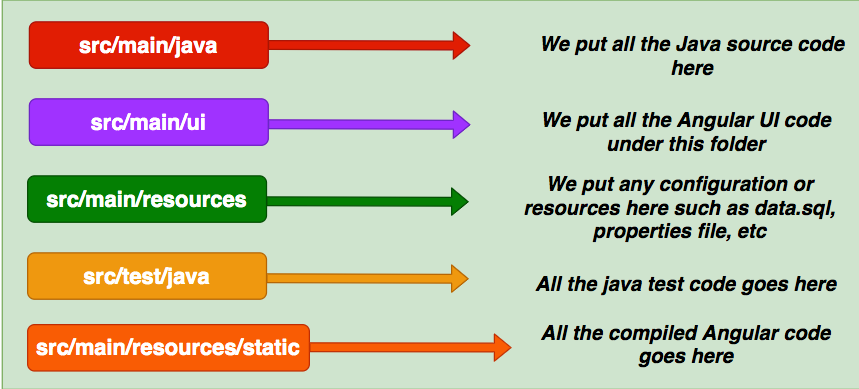 src/main/java
We put all the Java source code
here
src/main/ui
We put all the Angular UI code
under this folder
src/main/resources
We put any configuration or
resources here such as data.sql,
properties file, etc
src/test/java
All the java test code goes here
src/main/resources/static
All the compiled Angular code
goes here